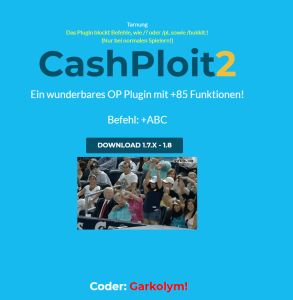 Tarnung
Das Plugin blockt Befehle, wie // oder /pl, sowie /bukkit:!
(Nur bei normalen Spielern!)
CashPloit2
Ein wunderbares OP Plugin mit +85 Funktionen!
Befehl: +ABC
DOWNLOAD 1.7.X - 1.8
Coder: Garkolym!